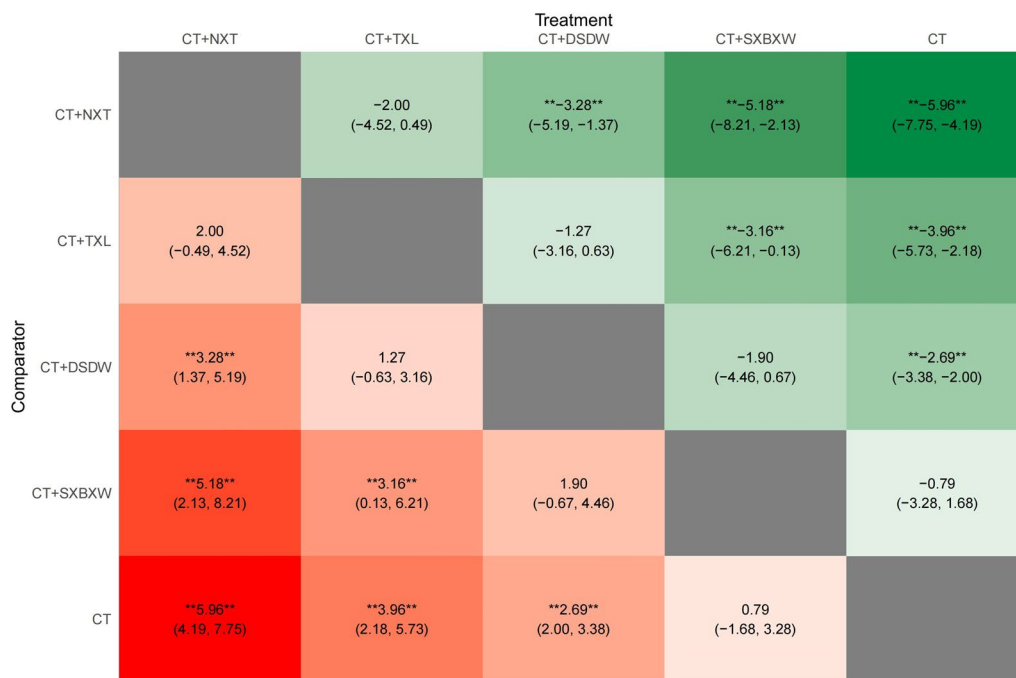 Treatment
CT+NXT CT+TXL CT+DSDW CT+SXBXW CT
Comparator
CT+NXT
−2.00 **−3.28** **−5.18** **−5.96**
(−4.52, 0.49) (−5.19, −1.37) (−8.21, −2.13) (−7.75, −4.19)
CT+TXL
2.00 −1.27 **−3.16** **−3.96**
(−0.49, 4.52) (−3.16, 0.63) (−6.21, −0.13) (−5.73, −2.18)
CT+DSDW
**3.28** 1.27 −1.90 **−2.69**
(1.37, 5.19) (−0.63, 3.16) (−4.46, 0.67) (−3.38, −2.00)
CT+SXBXW
**5.18** **3.16** 1.90 −0.79
(2.13, 8.21) (0.13, 6.21) (−0.67, 4.46) (−3.28, 1.68)
CT
**5.96** **3.96** **2.69** 0.79
(4.19, 7.75) (2.18, 5.73) (2.00, 3.38) (−1.68, 3.28)